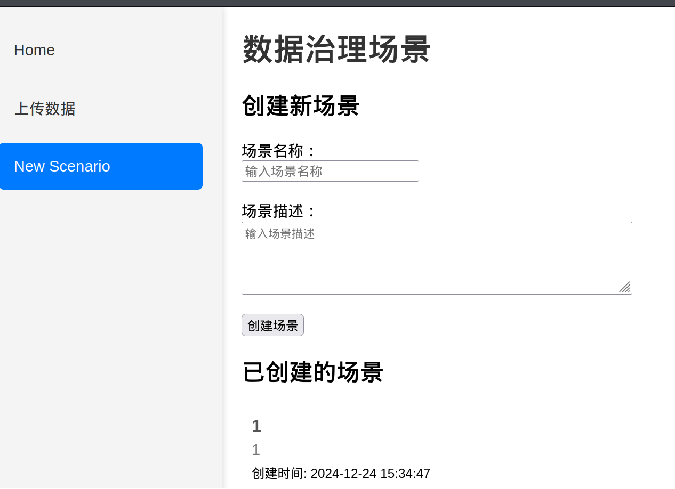 Home
上传数据
New Scenario
数据治理场景
创建新场景
场景名称：
输入场景名称
场景描述：
输入场景描述
创建场景
已创建的场景
1
1
创建时间: 2024-12-24 15:34:47